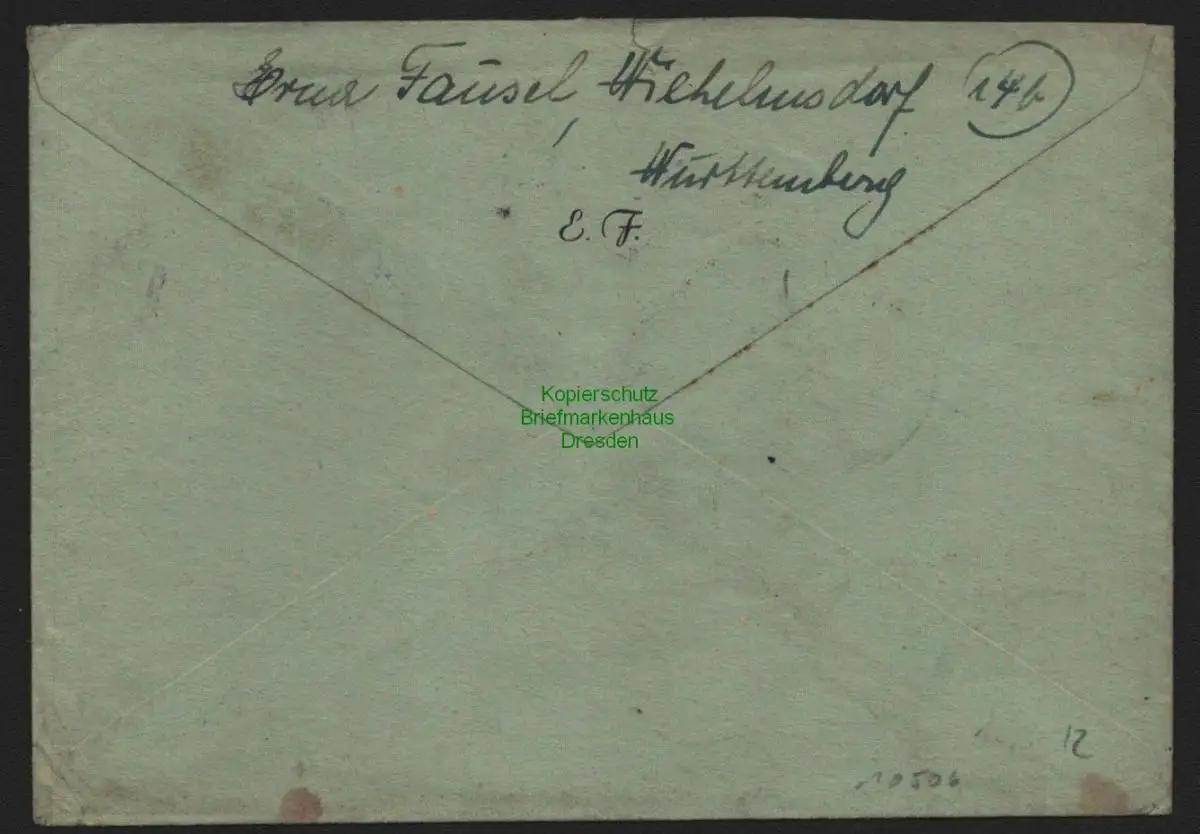 Erna Fausel, Wilhelmsdorf 14b
Württemberg
E. F.
Kopierschutz
Briefmarkenhaus
Dresden
12
10506